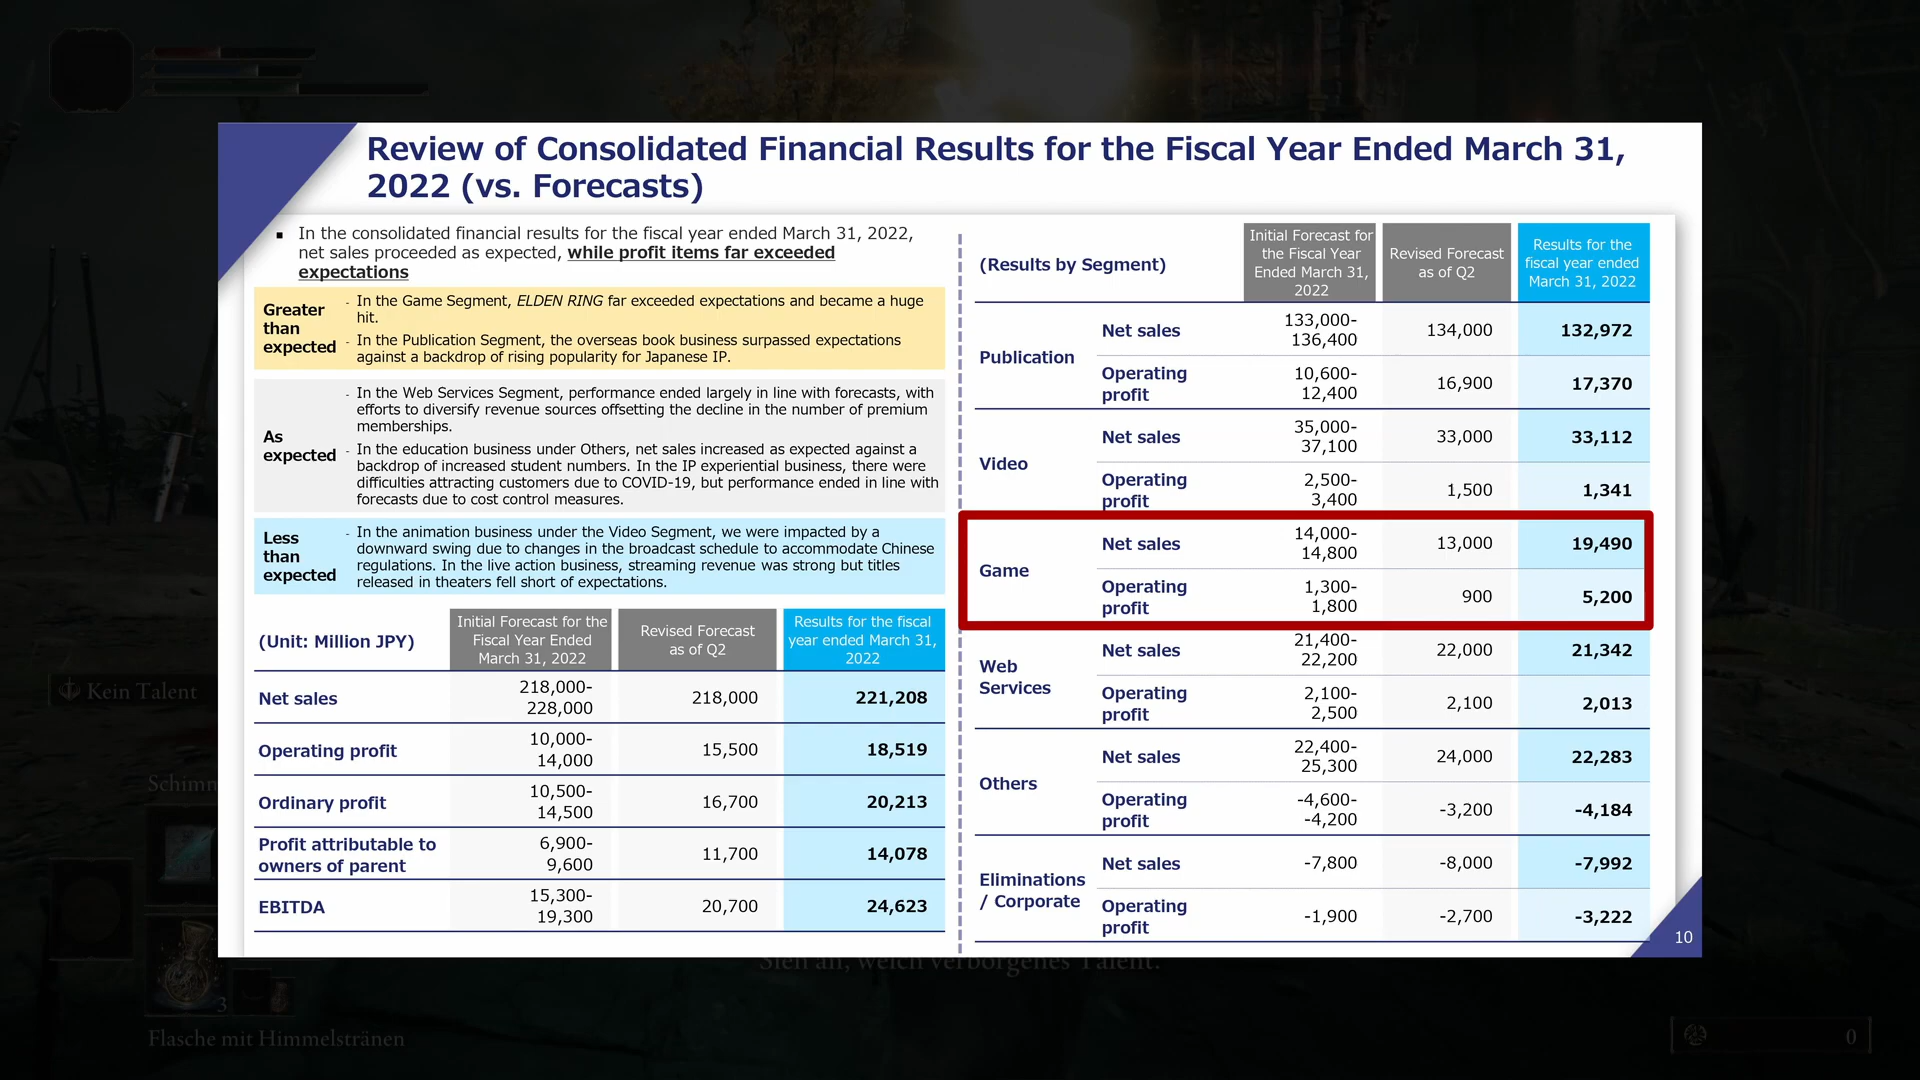 Review of Consolidated Financial Results for the Fiscal Year Ended March 31,
2022 (vs. Forecasts)
▪ In the consolidated financial results for the fiscal year ended March 31, 2022,
net sales proceeded as expected, while profit items far exceeded
expectations
Greater
than
expected
- In the Game Segment, ELDEN RING far exceeded expectations and became a huge
hit.
- In the Publication Segment, the overseas book business surpassed expectations
against a backdrop of rising popularity for Japanese IP.
As
expected
- In the Web Services Segment, performance ended largely in line with forecasts, with
efforts to diversify revenue sources offsetting the decline in the number of premium
memberships.
- In the education business under Others, net sales increased as expected against a
backdrop of increased student numbers. In the IP experiential business, there were
difficulties attracting customers due to COVID-19, but performance ended in line with
forecasts due to cost control measures.
Less
than
expected
- In the animation business under the Video Segment, we were impacted by a
downward swing due to changes in the broadcast schedule to accommodate Chinese
regulations. In the live action business, streaming revenue was strong but titles
released in theaters fell short of expectations.
(Unit: Million JPY)
Initial Forecast for the
Fiscal Year Ended
March 31, 2022
Revised Forecast
as of Q2
Results for the fiscal
year ended March 31,
2022
Net sales
218,000-
228,000
218,000
221,208
Operating profit
10,000-
14,000
15,500
18,519
Ordinary profit
10,500-
14,500
16,700
20,213
Profit attributable to
owners of parent
6,900-
9,600
11,700
14,078
EBITDA
15,300-
19,300
20,700
24,623
(Results by Segment)
Initial Forecast for
the Fiscal Year
Ended March 31,
2022
Revised Forecast
as of Q2
Results for the
fiscal year ended
March 31, 2022
Publication
Net sales
133,000-
136,400
134,000
132,972
Operating
profit
10,600-
12,400
16,900
17,370
Video
Net sales
35,000-
37,100
33,000
33,112
Operating
profit
2,500-
3,400
1,500
1,341
Game
Net sales
14,000-
14,800
13,000
19,490
Operating
profit
1,300-
1,800
900
5,200
Web
Services
Net sales
21,400-
22,200
22,000
21,342
Operating
profit
2,100-
2,500
2,100
2,013
Others
Net sales
22,400-
25,300
24,000
22,283
Operating
profit
-4,600-
-4,200
-3,200
-4,184
Eliminations
/ Corporate
Net sales
-7,800
-8,000
-7,992
Operating
profit
-1,900
-2,700
-3,222
10
Kein Talent
Schimm
Sieh an, welch verborgenes Talent.
3
Flasche mit Himmelstränen
0